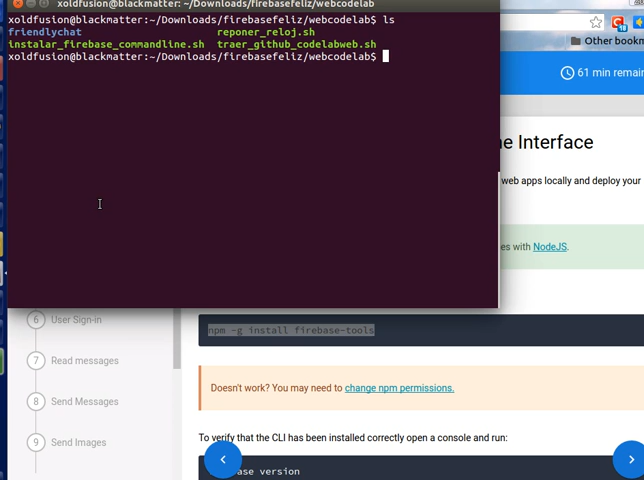 xoldfusion@blackmatter: ~/Downloads/firebasefeliz/webcodelab
xoldfusion@blackmatter:~/Downloads/firebasefeliz/webcodelab$ ls
friendlychat reponer_reloj.sh
instalar_firebase_commandline.sh traer_github_codelabweb.sh
xoldfusion@blackmatter:~/Downloads/firebasefeliz/webcodelab$
Other bookm
61 min remai
e Interface
web apps locally and deploy your
es with NodeJS.
6 User Sign-in
npm -g install firebase-tools
7 Read messages
Doesn't work? You may need to change npm permissions.
8 Send Messages
9 Send Images
To verify that the CLI has been installed correctly open a console and run:
ase version